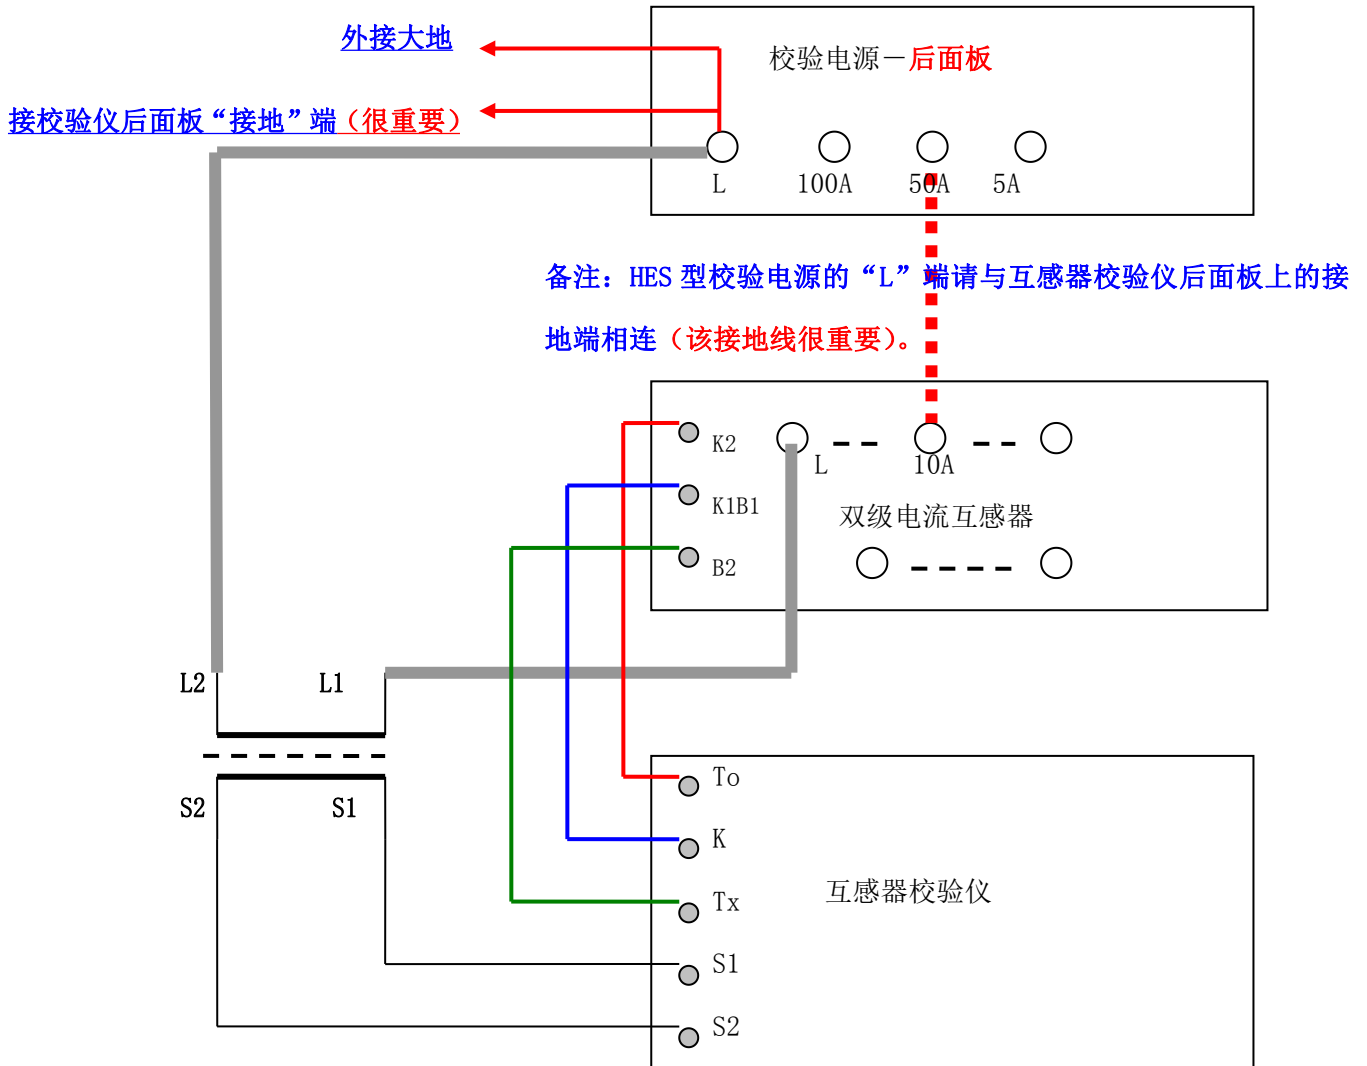 外接大地
校验电源－后面板
接校验仪后面板“接地”端（很重要）
L 100A 50A 5A
备注：HES 型校验电源的“L”端请与互感器校验仪后面板上的接
地端相连（该接地线很重要）。
K2
L 10A
K1B1
双级电流互感器
B2
L2 L1
To
S2 S1
K
互感器校验仪
Tx
S1
S2